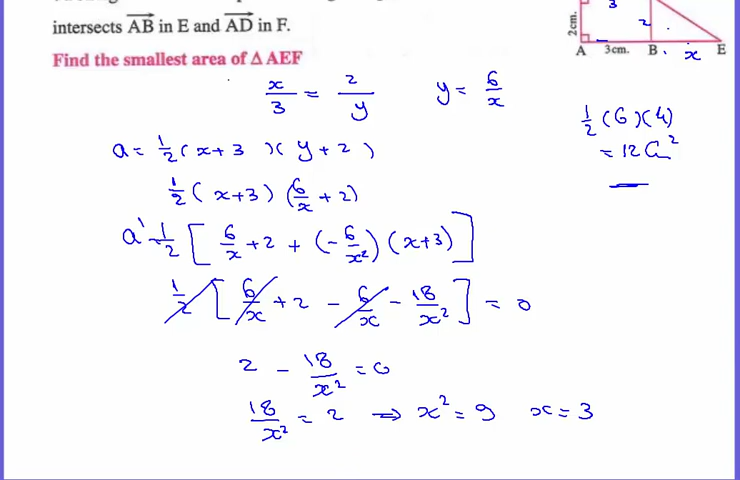 intersects AB in E and AD in F.
Find the smallest area of Δ AEF
3
2
2cm.
A 3cm. B x E
x/3 = 2/y y = 6/x
1/2 (6)(4)
= 12 cm²
a = 1/2 (x+3)(y+2)
1/2 (x+3)(6/x + 2)
a' = 1/2 [6/x + 2 + (-6/x²)(x+3)]
1/2 [6/x + 2 - 6/x - 18/x²] = 0
2 - 18/x² = 0
18/x² = 2 ⇒ x² = 9 x = 3